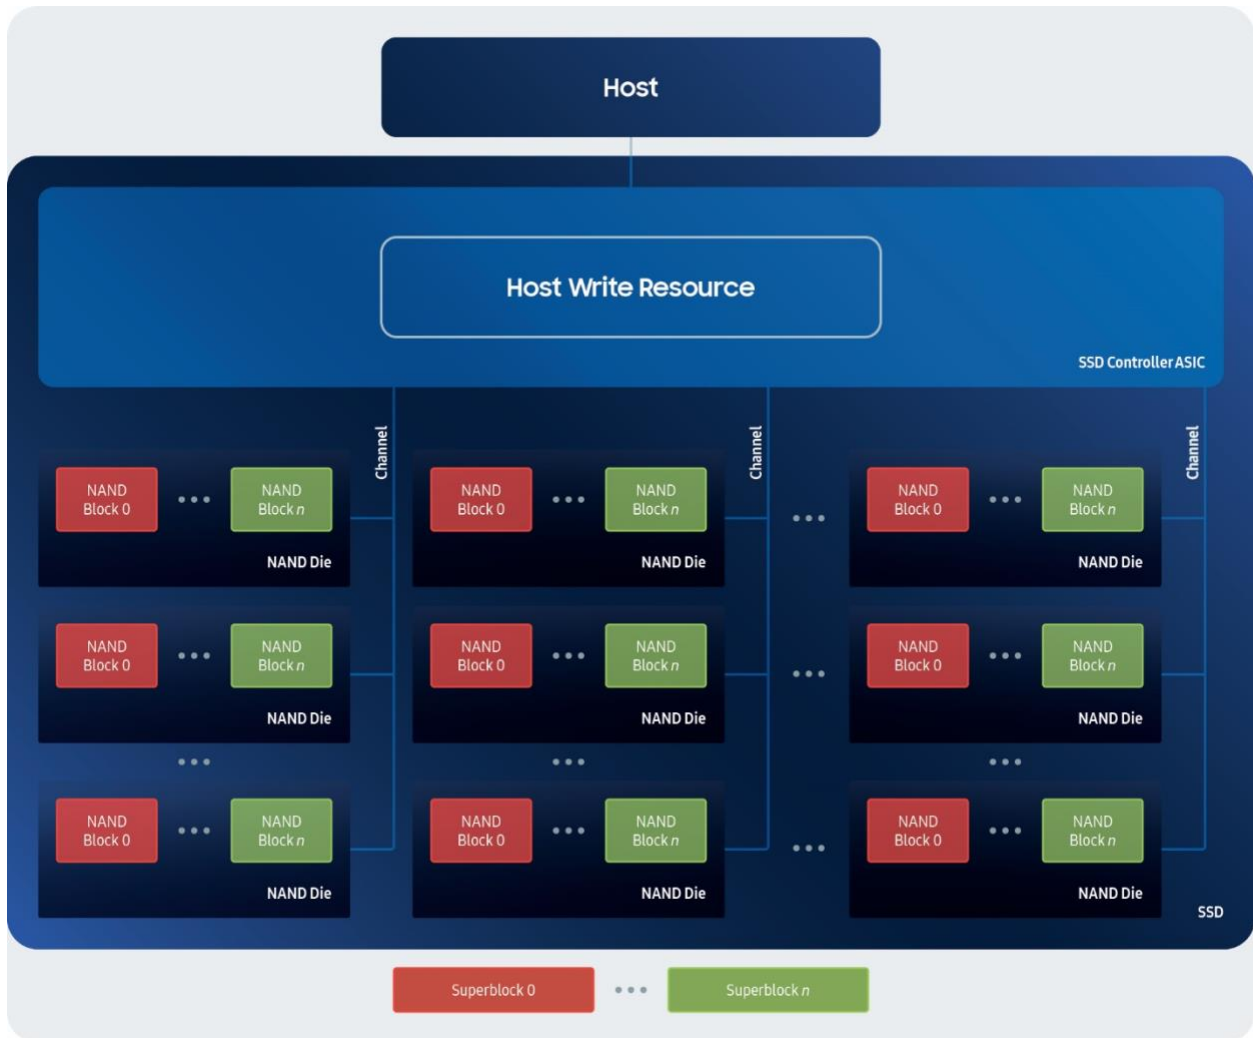 Host
Host Write Resource
SSD Controller ASIC
Channel
Channel
Channel
NAND
Block 0
NAND
Block n
NAND Die
NAND
Block 0
NAND
Block n
NAND Die
NAND
Block 0
NAND
Block n
NAND Die
NAND
Block 0
NAND
Block n
NAND Die
NAND
Block 0
NAND
Block n
NAND Die
NAND
Block 0
NAND
Block n
NAND Die
NAND
Block 0
NAND
Block n
NAND Die
NAND
Block 0
NAND
Block n
NAND Die
NAND
Block 0
NAND
Block n
NAND Die
SSD
Superblock 0
Superblock n